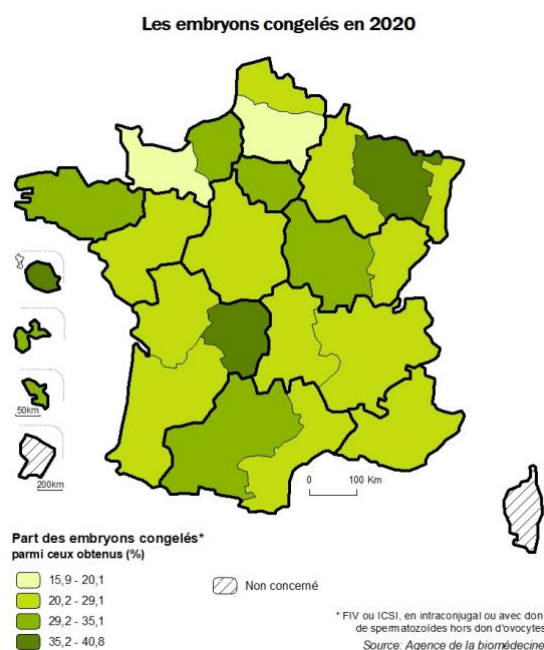 Les embryons congelés en 2020
50km
200km
0 100 Km
Part des embryons congelés*
parmi ceux obtenus (%)
15,9 - 20,1
20,2 - 29,1
29,2 - 35,1
35,2 - 40,8
Non concerné
* FIV ou ICSI, en intraconjugal ou avec don
de spermatozoïdes hors don d'ovocytes
Source: Agence de la biomédecine